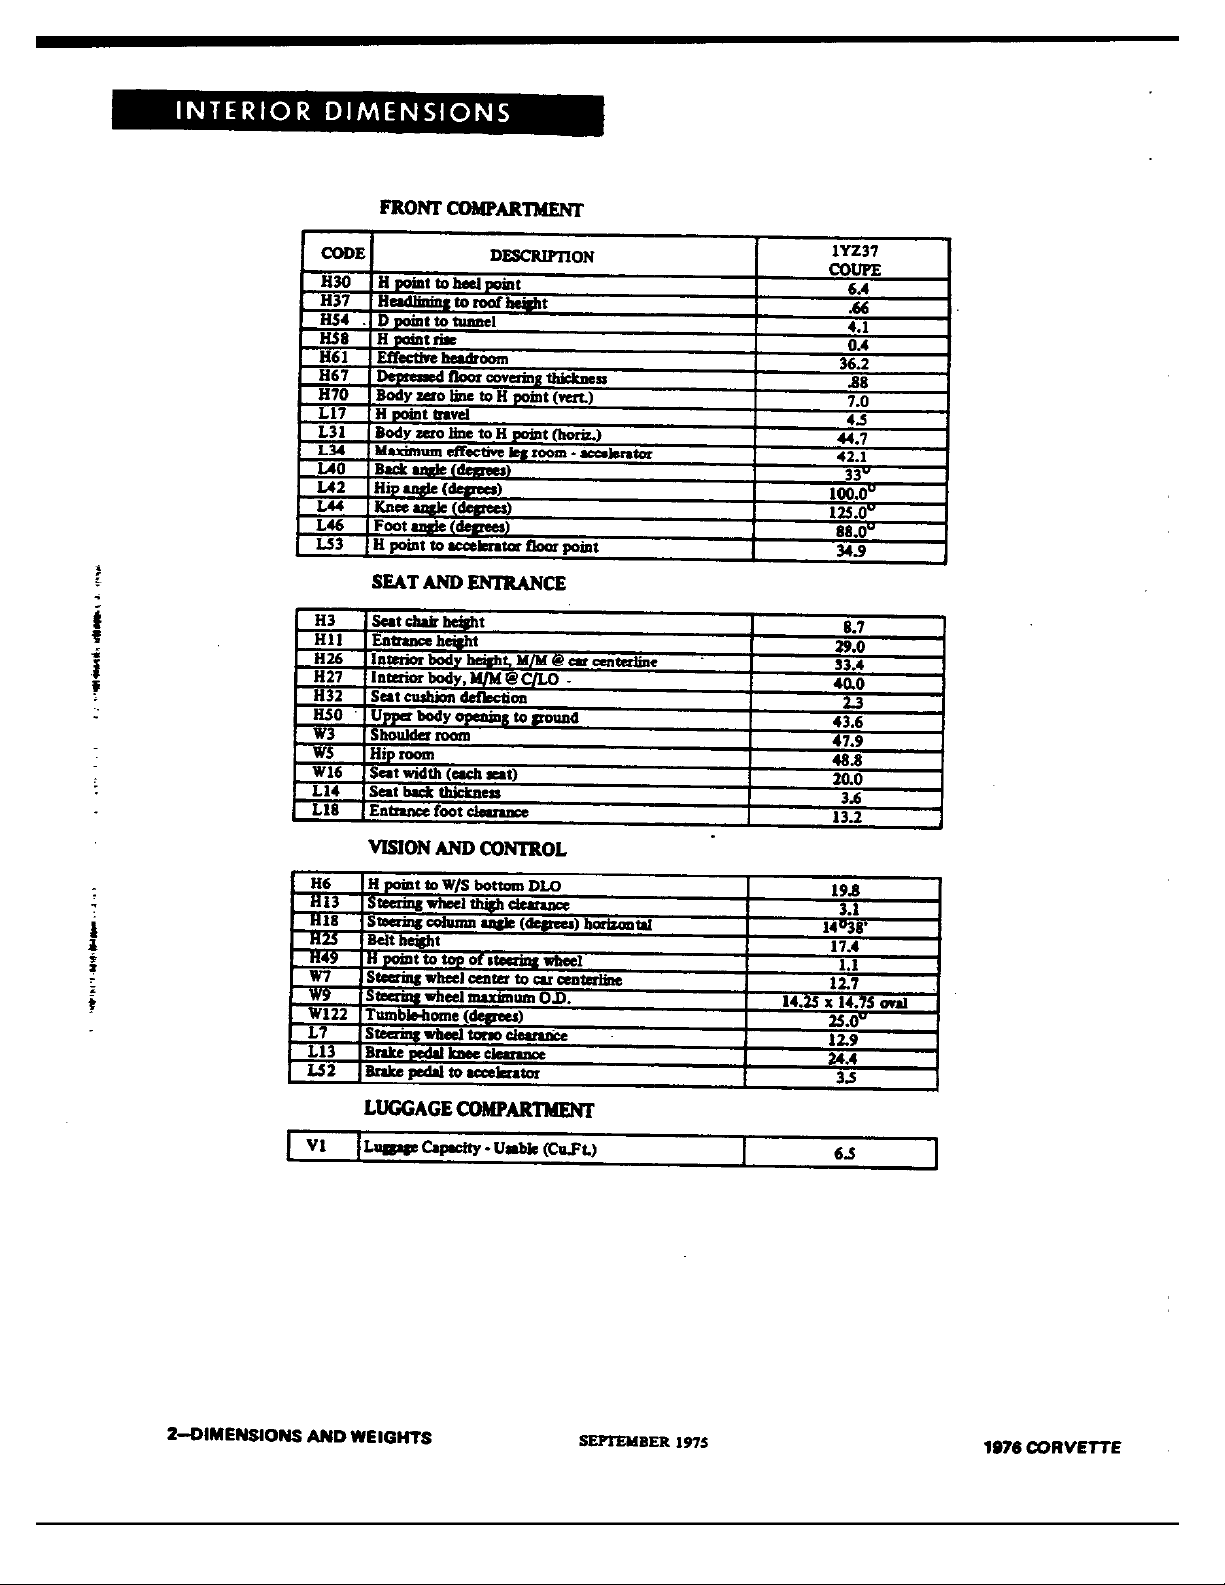 INTERIOR DIMENSIONS
FRONT COMPARTMENT
CODE DESCRIPTION 1YZ37 COUPE
H30 H point to heel point 6.4
H37 Headlining to roof height .66
H54 D point to tunnel 4.1
H58 H point rise 0.4
H61 Effective headroom 36.2
H67 Depressed floor covering thickness .88
H70 Body zero line to H point (vert.) 7.0
L17 H point travel 4.5
L31 Body zero line to H point (horiz.) 44.7
L34 Maximum effective leg room - accelerator 42.1
L40 Back angle (degrees) 33°
L42 Hip angle (degrees) 100.0°
L44 Knee angle (degrees) 125.0°
L46 Foot angle (degrees) 88.0°
L53 H point to accelerator floor point 34.9
SEAT AND ENTRANCE
H3 Seat chair height 8.7
H11 Entrance height 29.0
H26 Interior body height, M/M @ car centerline 33.4
H27 Interior body, M/M @ C/LO - 40.0
H32 Seat cushion deflection 2.3
H50 Upper body opening to ground 43.6
W3 Shoulder room 47.9
W5 Hip room 48.8
W16 Seat width (each seat) 20.0
L14 Seat back thickness 3.6
L18 Entrance foot clearance 13.2
VISION AND CONTROL
H6 H point to W/S bottom DLO 19.8
H13 Steering wheel thigh clearance 3.1
H18 Steering column angle (degrees) horizontal 14°38'
H25 Belt height 17.4
H49 H point to top of steering wheel 1.1
W7 Steering wheel center to car centerline 12.7
W9 Steering wheel maximum O.D. 14.25 x 14.75 oval
W122 Tumble-home (degrees) 25.0°
L7 Steering wheel torso clearance 12.9
L13 Brake pedal knee clearance 24.4
L52 Brake pedal to accelerator 3.5
LUGGAGE COMPARTMENT
V1 Luggage Capacity - Usable (Cu.Ft.) 6.5
2—DIMENSIONS AND WEIGHTS SEPTEMBER 1975 1976 CORVETTE